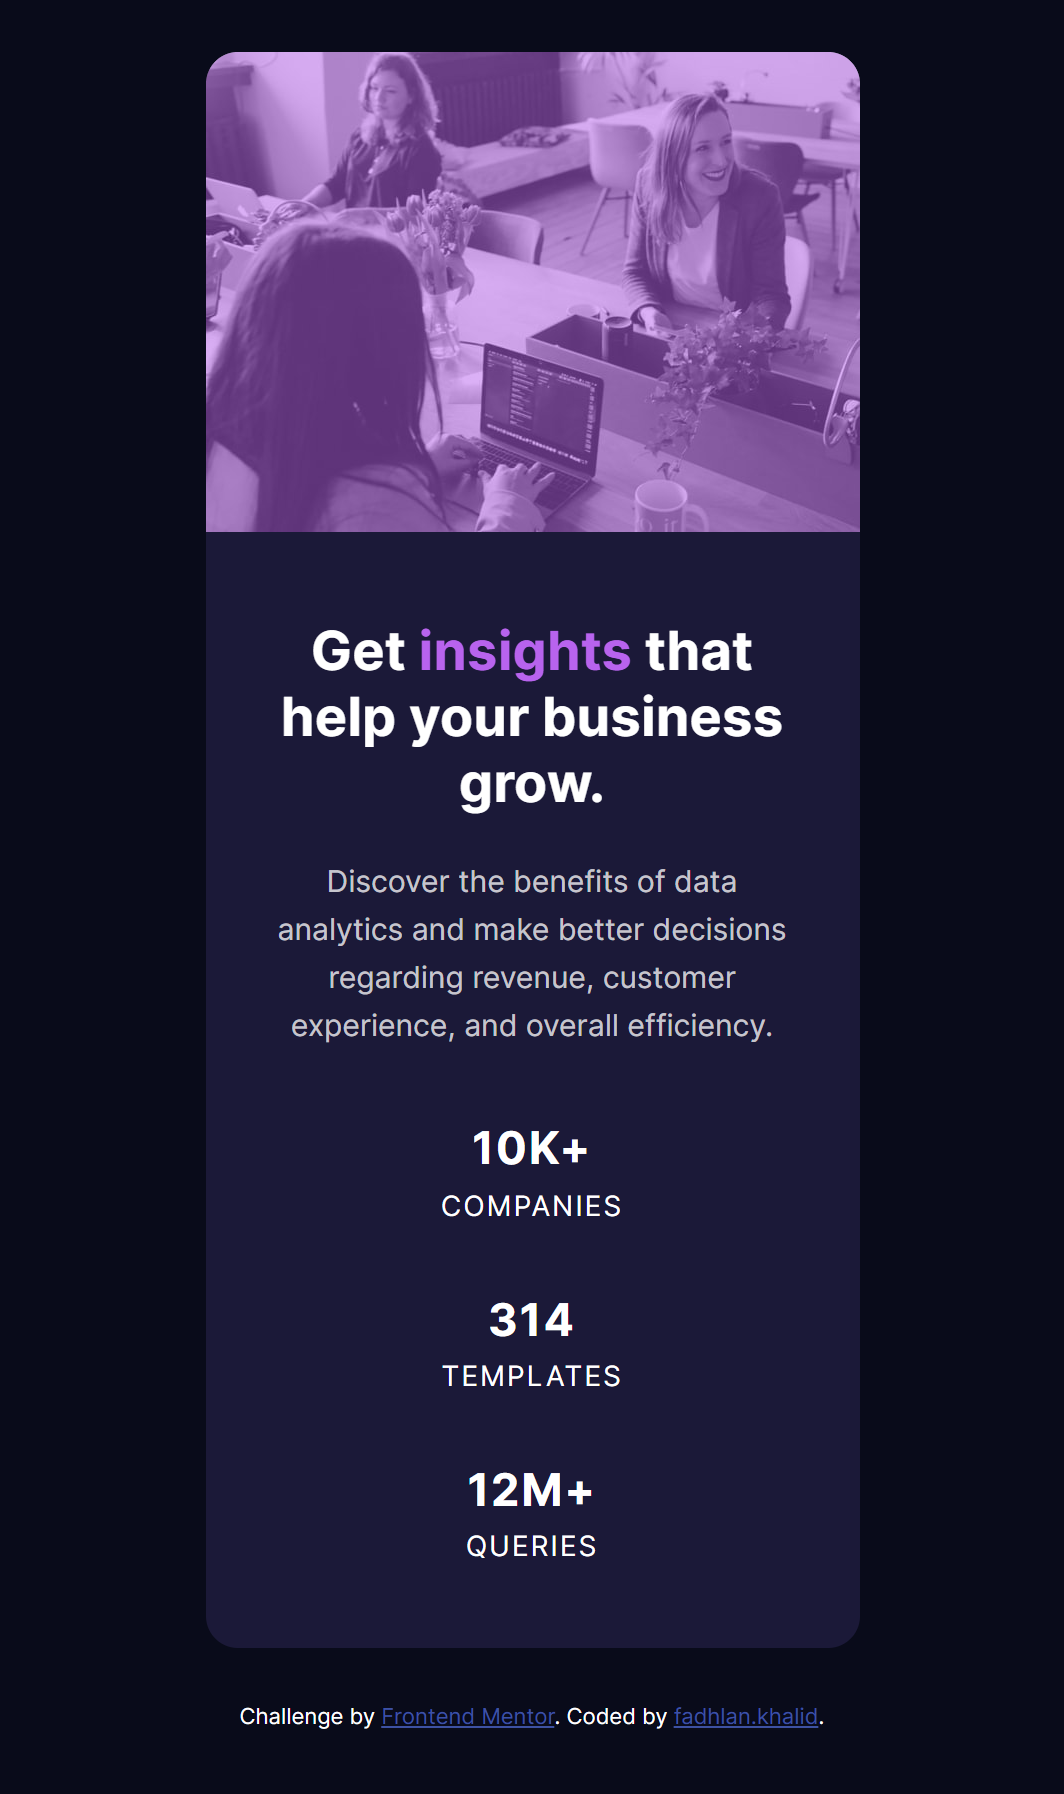 Get insights that
help your business
grow.
Discover the benefits of data
analytics and make better decisions
regarding revenue, customer
experience, and overall efficiency.
10K+
COMPANIES
314
TEMPLATES
12M+
QUERIES
Challenge by Frontend Mentor. Coded by fadhlan.khalid.